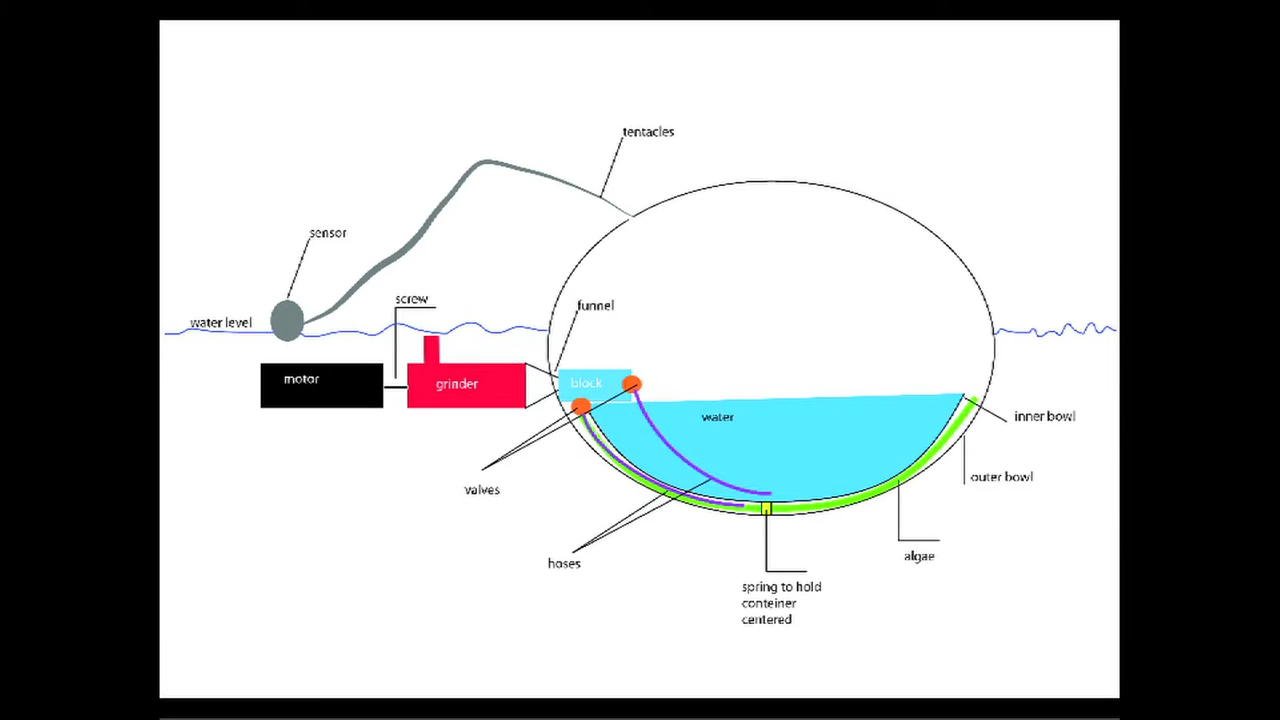 tentacles
sensor
screw
funnel
water level
motor
grinder
block
water
inner bowl
outer bowl
valves
algae
hoses
spring to hold
conteiner
centered